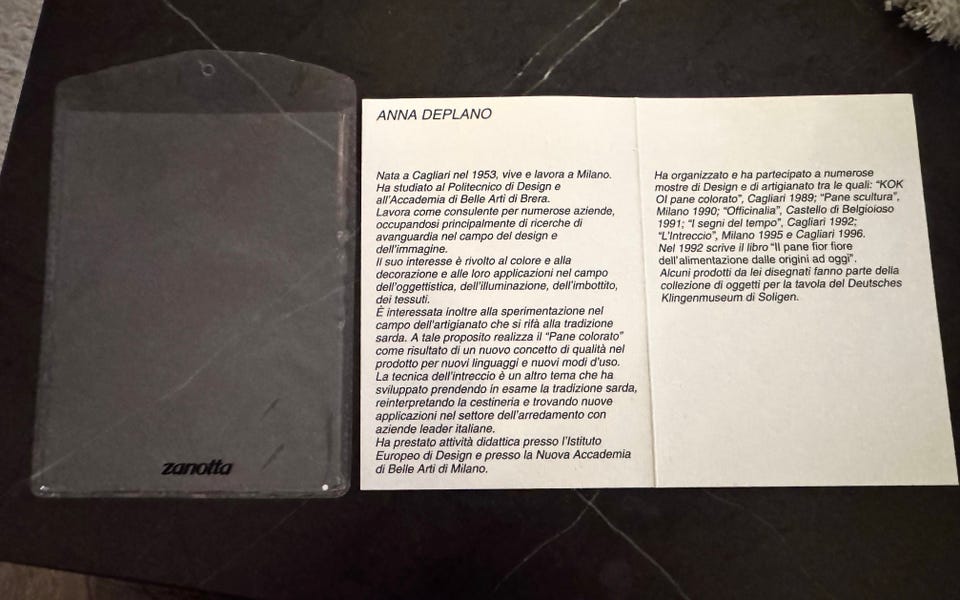 zanotta
ANNA DEPLANO
Nata a Cagliari nel 1953, vive e lavora a Milano.
Ha studiato al Politecnico di Design e
all'Accademia di Belle Arti di Brera.
Lavora come consulente per numerose aziende,
occupandosi principalmente di ricerche di
avanguardia nel campo del design e
dell'immagine.
Il suo interesse è rivolto al colore e alla
decorazione e alle loro applicazioni nel campo
dell'oggettistica, dell'illuminazione, dell'imbottito,
dei tessuti.
È interessata inoltre alla sperimentazione nel
campo dell'artigianato che si rifà alla tradizione
sarda. A tale proposito realizza il “Pane colorato”
come risultato di un nuovo concetto di qualità nel
prodotto per nuovi linguaggi e nuovi modi d'uso.
La tecnica dell'intreccio è un altro tema che ha
sviluppato prendendo in esame la tradizione sarda,
reinterpretando la cestineria e trovando nuove
applicazioni nel settore dell'arredamento con
aziende leader italiane.
Ha prestato attività didattica presso l'Istituto
Europeo di Design e presso la Nuova Accademia
di Belle Arti di Milano.
Ha organizzato e ha partecipato a numerose
mostre di Design e di artigianato tra le quali: “KOK
OI pane colorato”, Cagliari 1989; “Pane scultura”,
Milano 1990; “Officinalia”, Castello di Belgioioso
1991; “I segni del tempo”, Cagliari 1992;
“L'Intreccio”, Milano 1995 e Cagliari 1996.
Nel 1992 scrive il libro “Il pane fior fiore
dell'alimentazione dalle origini ad oggi”.
Alcuni prodotti da lei disegnati fanno parte della
collezione di oggetti per la tavola del Deutsches
Klingenmuseum di Soligen.